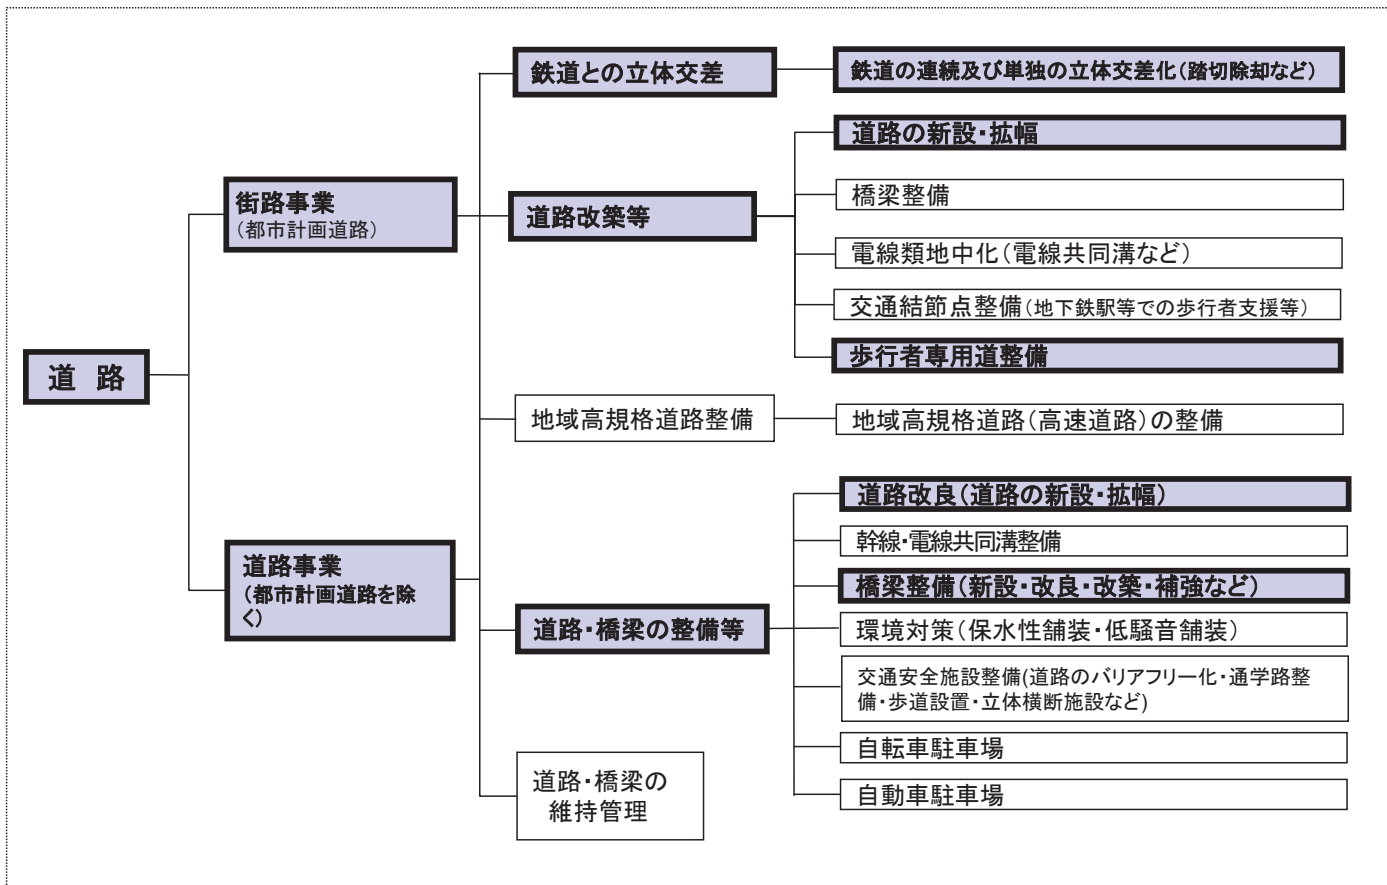 道 路
街路事業
（都市計画道路）
道路事業
（都市計画道路を除
く）
鉄道との立体交差
道路改築等
地域高規格道路整備
道路・橋梁の整備等
道路・橋梁の
維持管理
鉄道の連続及び単独の立体交差化（踏切除却など）
道路の新設・拡幅
橋梁整備
電線類地中化（電線共同溝など）
交通結節点整備（地下鉄駅等での歩行者支援等）
歩行者専用道整備
地域高規格道路（高速道路）の整備
道路改良（道路の新設・拡幅）
幹線・電線共同溝整備
橋梁整備（新設・改良・改築・補強など）
環境対策（保水性舗装・低騒音舗装）
交通安全施設整備(道路のバリアフリー化・通学路整
備・歩道設置・立体横断施設など)
自転車駐車場
自動車駐車場